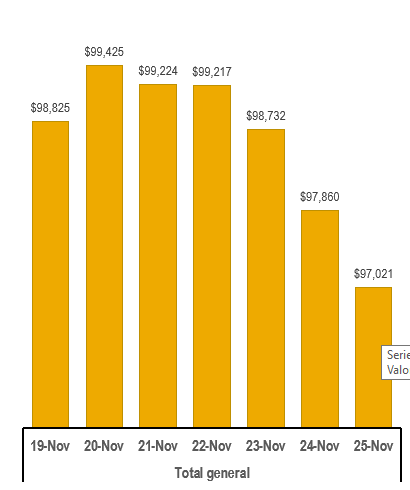 $99,425
$99,224
$99,217
$98,825
$98,732
$97,860
$97,021
Serie
Valo
19-Nov 20-Nov 21-Nov 22-Nov 23-Nov 24-Nov 25-Nov
Total general